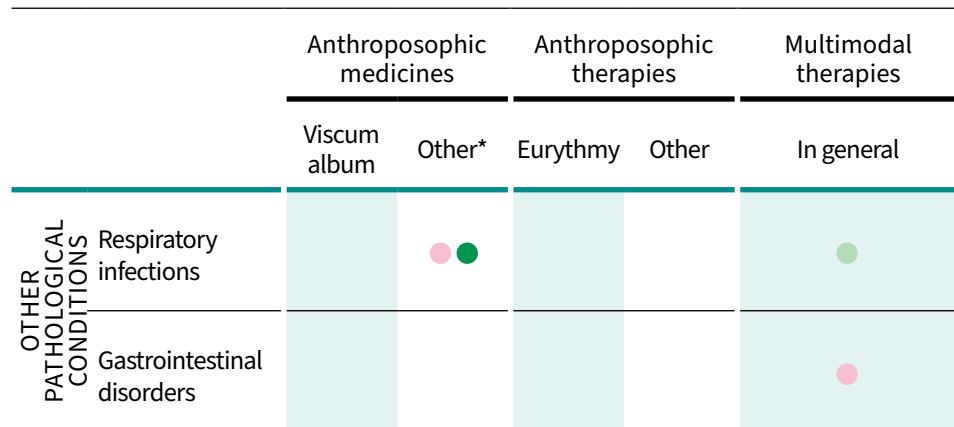 Anthroposophic
medicines
Anthroposophic
therapies
Multimodal
therapies
Viscum
album
Other*
Eurythmy
Other
In general
OTHER
PATHOLOGICAL
CONDITIONS
Respiratory
infections
Gastrointestinal
disorders